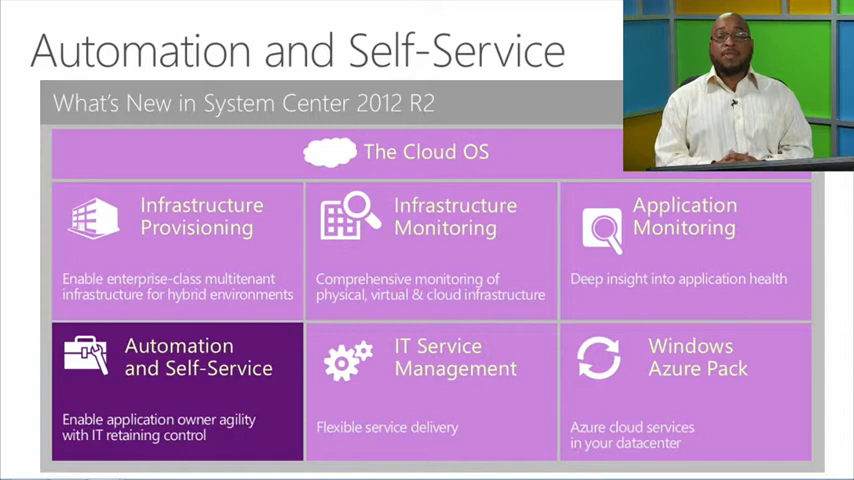 Automation and Self-Service
What's New in System Center 2012 R2
The Cloud OS
Infrastructure
Provisioning
Enable enterprise-class multitenant
infrastructure for hybrid environments
Infrastructure
Monitoring
Comprehensive monitoring of
physical, virtual & cloud infrastructure
Application
Monitoring
Deep insight into application health
Automation
and Self-Service
Enable application owner agility
with IT retaining control
IT Service
Management
Flexible service delivery
Windows
Azure Pack
Azure cloud services
in your datacenter